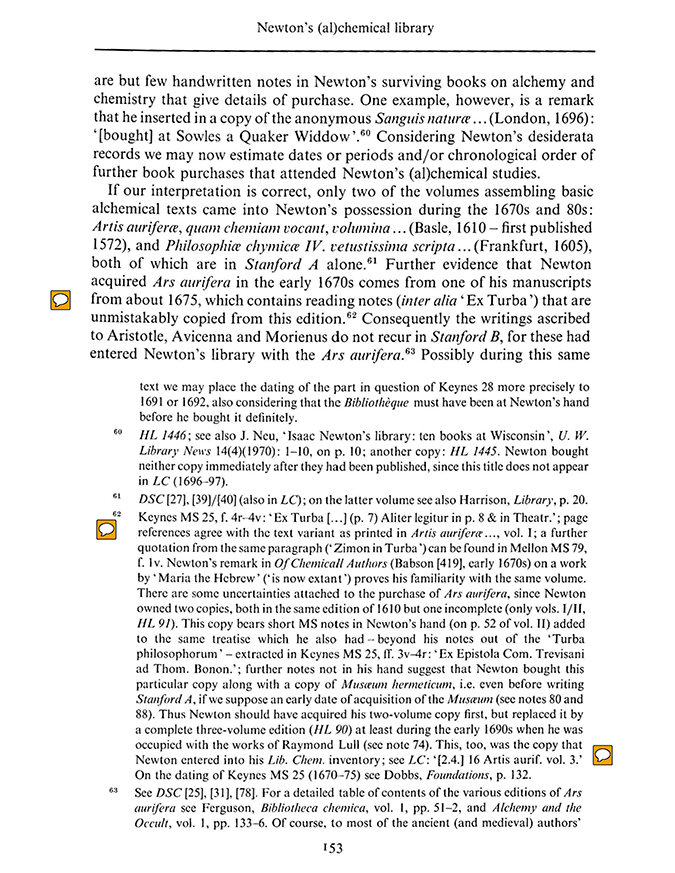 Newton's (al)chemical library
are but few handwritten notes in Newton's surviving books on alchemy and
chemistry that give details of purchase. One example, however, is a remark
that he inserted in a copy of the anonymous Sanguis naturæ ... (London, 1696):
'[bought] at Sowles a Quaker Widdow'.⁶⁰ Considering Newton's desiderata
records we may now estimate dates or periods and/or chronological order of
further book purchases that attended Newton's (al)chemical studies.
If our interpretation is correct, only two of the volumes assembling basic
alchemical texts came into Newton's possession during the 1670s and 80s:
Artis auriferæ, quam chemiam vocant, volumina ... (Basle, 1610 – first published
1572), and Philosophiæ chymicæ IV. vetustissima scripta ... (Frankfurt, 1605),
both of which are in Stanford A alone.⁶¹ Further evidence that Newton
acquired Ars aurifera in the early 1670s comes from one of his manuscripts
from about 1675, which contains reading notes (inter alia 'Ex Turba') that are
unmistakably copied from this edition.⁶² Consequently the writings ascribed
to Aristotle, Avicenna and Morienus do not recur in Stanford B, for these had
entered Newton's library with the Ars aurifera.⁶³ Possibly during this same
text we may place the dating of the part in question of Keynes 28 more precisely to
1691 or 1692, also considering that the Bibliothèque must have been at Newton's hand
before he bought it definitely.
⁶⁰ HL 1446; see also J. Neu, 'Isaac Newton's library: ten books at Wisconsin', U. W.
Library News 14(4)(1970): 1–10, on p. 10; another copy: HL 1445. Newton bought
neither copy immediately after they had been published, since this title does not appear
in LC (1696–97).
⁶¹ DSC [27], [39]/[40] (also in LC); on the latter volume see also Harrison, Library, p. 20.
⁶² Keynes MS 25, f. 4r–4v: 'Ex Turba [...] (p. 7) Aliter legitur in p. 8 & in Theatr.'; page
references agree with the text variant as printed in Artis auriferæ..., vol. I; a further
quotation from the same paragraph ('Zimon in Turba') can be found in Mellon MS 79,
f. 1v. Newton's remark in Of Chemicall Authors (Babson [419], early 1670s) on a work
by 'Maria the Hebrew' ('is now extant') proves his familiarity with the same volume.
There are some uncertainties attached to the purchase of Ars aurifera, since Newton
owned two copies, both in the same edition of 1610 but one incomplete (only vols. I/II,
HL 91). This copy bears short MS notes in Newton's hand (on p. 52 of vol. II) added
to the same treatise which he also had – beyond his notes out of the 'Turba
philosophorum' – extracted in Keynes MS 25, ff. 3v–4r: 'Ex Epistola Com. Trevisani
ad Thom. Bonon.'; further notes not in his hand suggest that Newton bought this
particular copy along with a copy of Musæum hermeticum, i.e. even before writing
Stanford A, if we suppose an early date of acquisition of the Musæum (see notes 80 and
88). Thus Newton should have acquired his two-volume copy first, but replaced it by
a complete three-volume edition (HL 90) at least during the early 1690s when he was
occupied with the works of Raymond Lull (see note 74). This, too, was the copy that
Newton entered into his Lib. Chem. inventory; see LC: '[2.4.] 16 Artis aurif. vol. 3.'
On the dating of Keynes MS 25 (1670–75) see Dobbs, Foundations, p. 132.
⁶³ See DSC [25], [31], [78]. For a detailed table of contents of the various editions of Ars
aurifera see Ferguson, Bibliotheca chemica, vol. 1, pp. 51–2, and Alchemy and the
Occult, vol. 1, pp. 133–6. Of course, to most of the ancient (and medieval) authors'
153